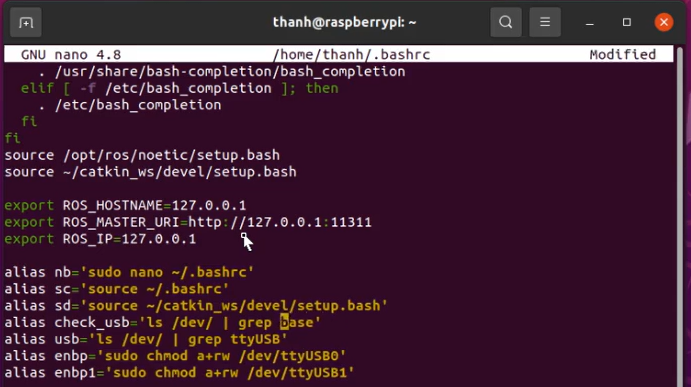 thanh@raspberrypi: ~
GNU nano 4.8 /home/thanh/.bashrc Modified
. /usr/share/bash-completion/bash_completion
elif [ -f /etc/bash_completion ]; then
. /etc/bash_completion
fi
fi
source /opt/ros/noetic/setup.bash
source ~/catkin_ws/devel/setup.bash
export ROS_HOSTNAME=127.0.0.1
export ROS_MASTER_URI=http://127.0.0.1:11311
export ROS_IP=127.0.0.1
alias nb='sudo nano ~/.bashrc'
alias sc='source ~/.bashrc'
alias sd='source ~/catkin_ws/devel/setup.bash'
alias check_usb='ls /dev/ | grep base'
alias usb='ls /dev/ | grep ttyUSB'
alias enbp='sudo chmod a+rw /dev/ttyUSB0'
alias enbp1='sudo chmod a+rw /dev/ttyUSB1'